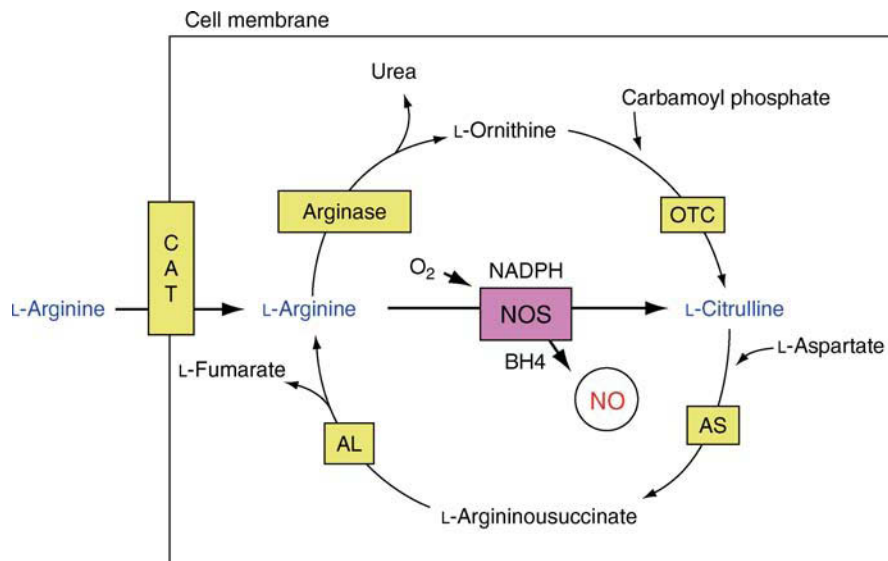 Cell membrane
Urea
Carbamoyl phosphate
L-Ornithine
Arginase
OTC
C
A
T
O2
NADPH
L-Arginine
L-Arginine
NOS
L-Citrulline
L-Aspartate
BH4
L-Fumarate
NO
AL
AS
L-Argininousuccinate